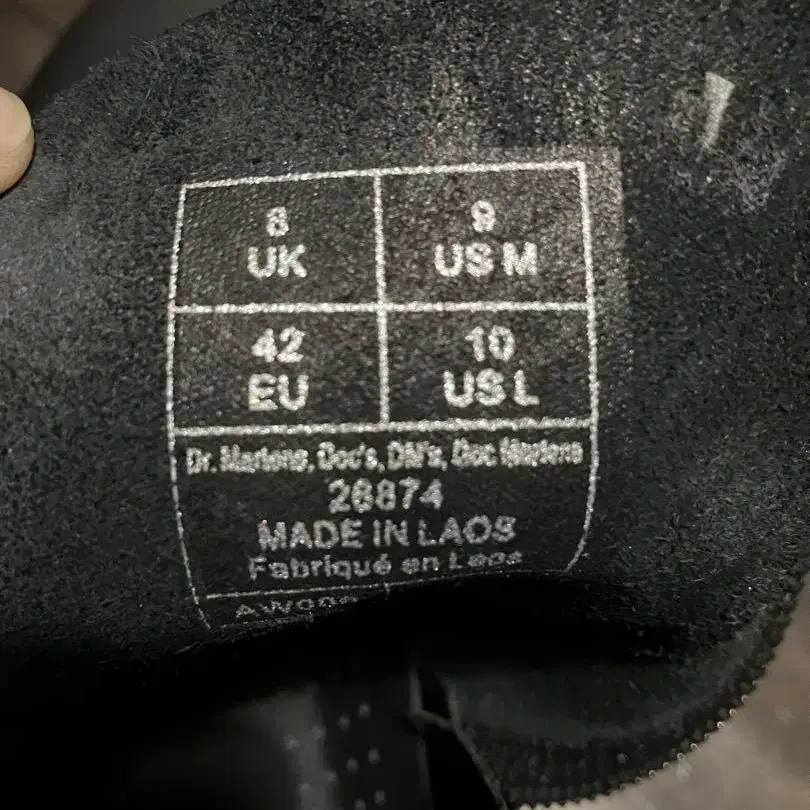 8
UK
9
US M
42
EU
10
US L
Dr. Martens, Doc's, DM's, Doc Martens
26874
MADE IN LAOS
Fabriqué en Laos